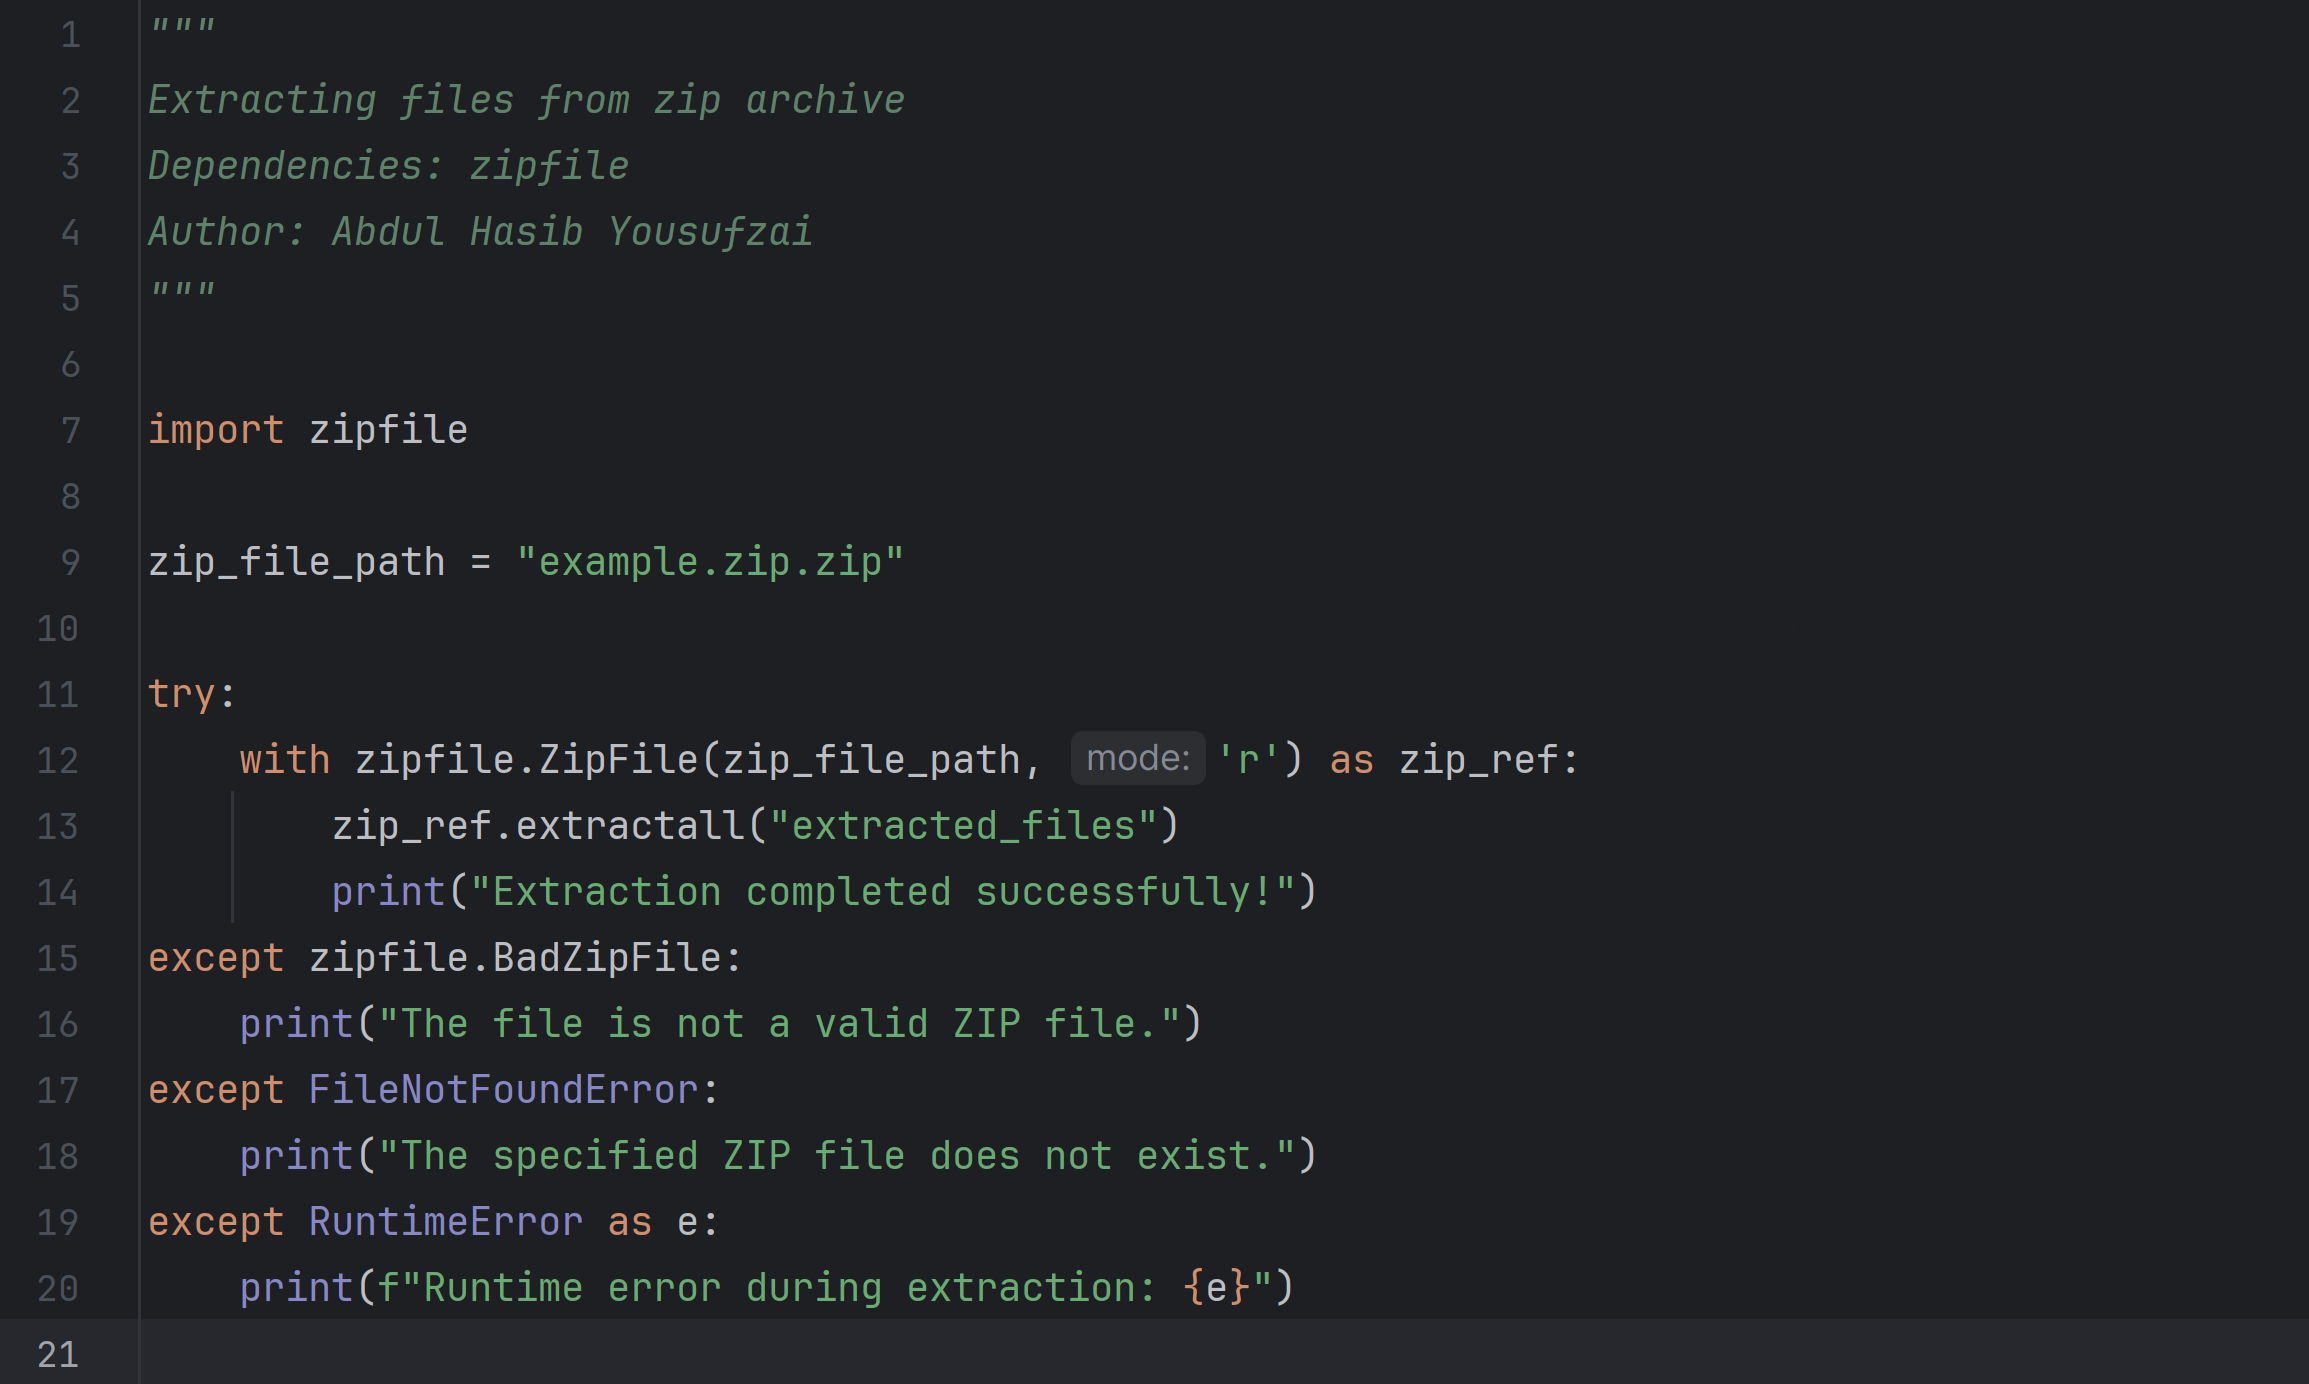 1 """
2 Extracting files from zip archive
3 Dependencies: zipfile
4 Author: Abdul Hasib Yousufzai
5 """
6
7 import zipfile
8
9 zip_file_path = "example.zip.zip"
10
11 try:
12     with zipfile.ZipFile(zip_file_path, mode: 'r') as zip_ref:
13         zip_ref.extractall("extracted_files")
14         print("Extraction completed successfully!")
15 except zipfile.BadZipFile:
16     print("The file is not a valid ZIP file.")
17 except FileNotFoundError:
18     print("The specified ZIP file does not exist.")
19 except RuntimeError as e:
20     print(f"Runtime error during extraction: {e}")
21